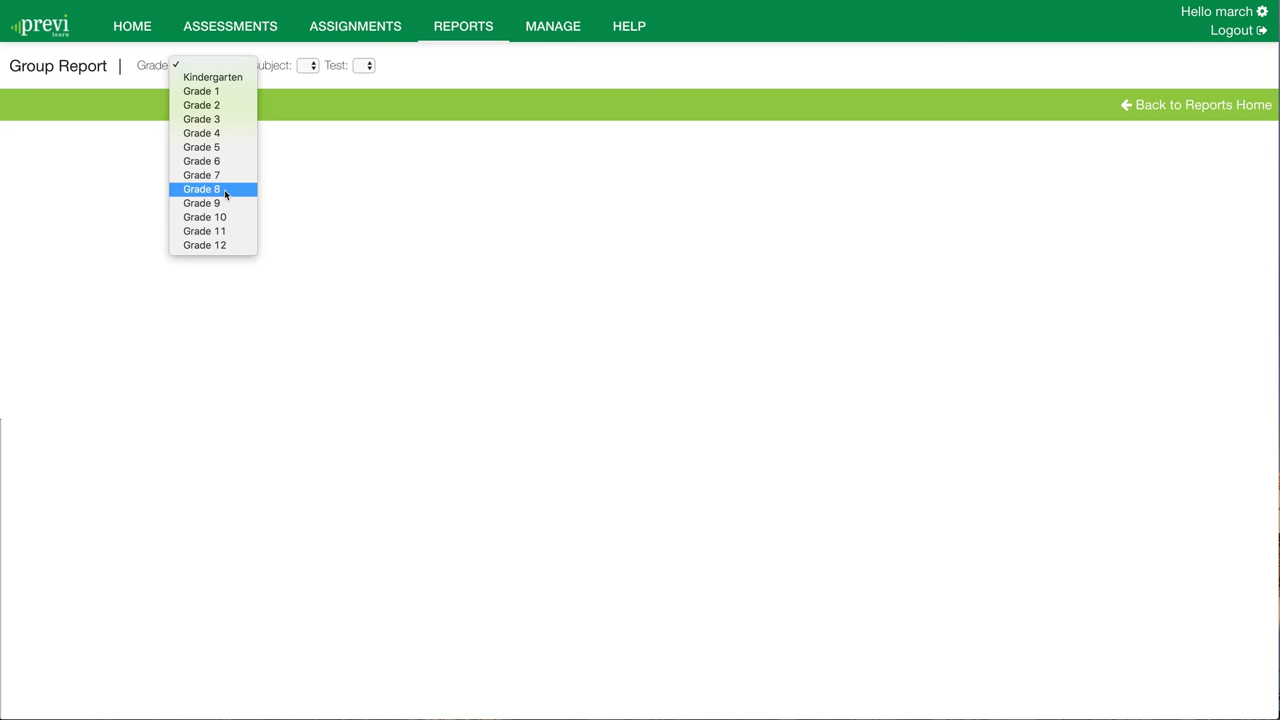 previ
learn
HOME ASSESSMENTS ASSIGNMENTS REPORTS MANAGE HELP
Hello march
Logout
Group Report | Grade ✓ ubject: Test:
Kindergarten
Grade 1
Grade 2
Grade 3
Grade 4
Grade 5
Grade 6
Grade 7
Grade 8
Grade 9
Grade 10
Grade 11
Grade 12
Back to Reports Home